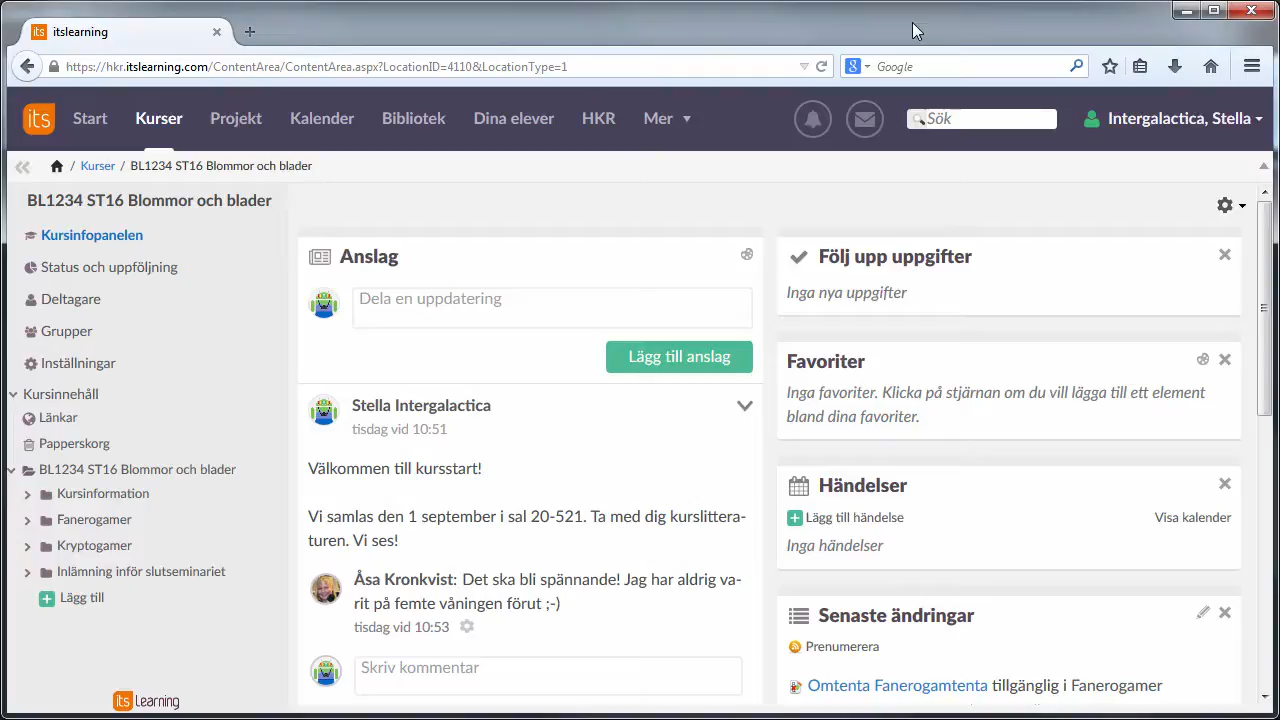 itslearning
https://hkr.itslearning.com/ContentArea/ContentArea.aspx?LocationID=4110&LocationType=1
Google
its
Start
Kurser
Projekt
Kalender
Bibliotek
Dina elever
HKR
Mer
Sök
Intergalactica, Stella
/ Kurser / BL1234 ST16 Blommor och blader
BL1234 ST16 Blommor och blader
Kursinfopanelen
Status och uppföljning
Deltagare
Grupper
Inställningar
Kursinnehåll
Länkar
Papperskorg
BL1234 ST16 Blommor och blader
Kursinformation
Fanerogamer
Kryptogamer
Inlämning inför slutseminariet
Lägg till
its learning
Anslag
Dela en uppdatering
Lägg till anslag
Stella Intergalactica
tisdag vid 10:51
Välkommen till kursstart!
Vi samlas den 1 september i sal 20-521. Ta med dig kurslittera-
turen. Vi ses!
Åsa Kronkvist: Det ska bli spännande! Jag har aldrig va-
rit på femte våningen förut ;-)
tisdag vid 10:53
Skriv kommentar
Följ upp uppgifter
Inga nya uppgifter
Favoriter
Inga favoriter. Klicka på stjärnan om du vill lägga till ett element
bland dina favoriter.
Händelser
Lägg till händelse
Visa kalender
Inga händelser
Senaste ändringar
Prenumerera
Omtenta Fanerogamtenta tillgänglig i Fanerogamer